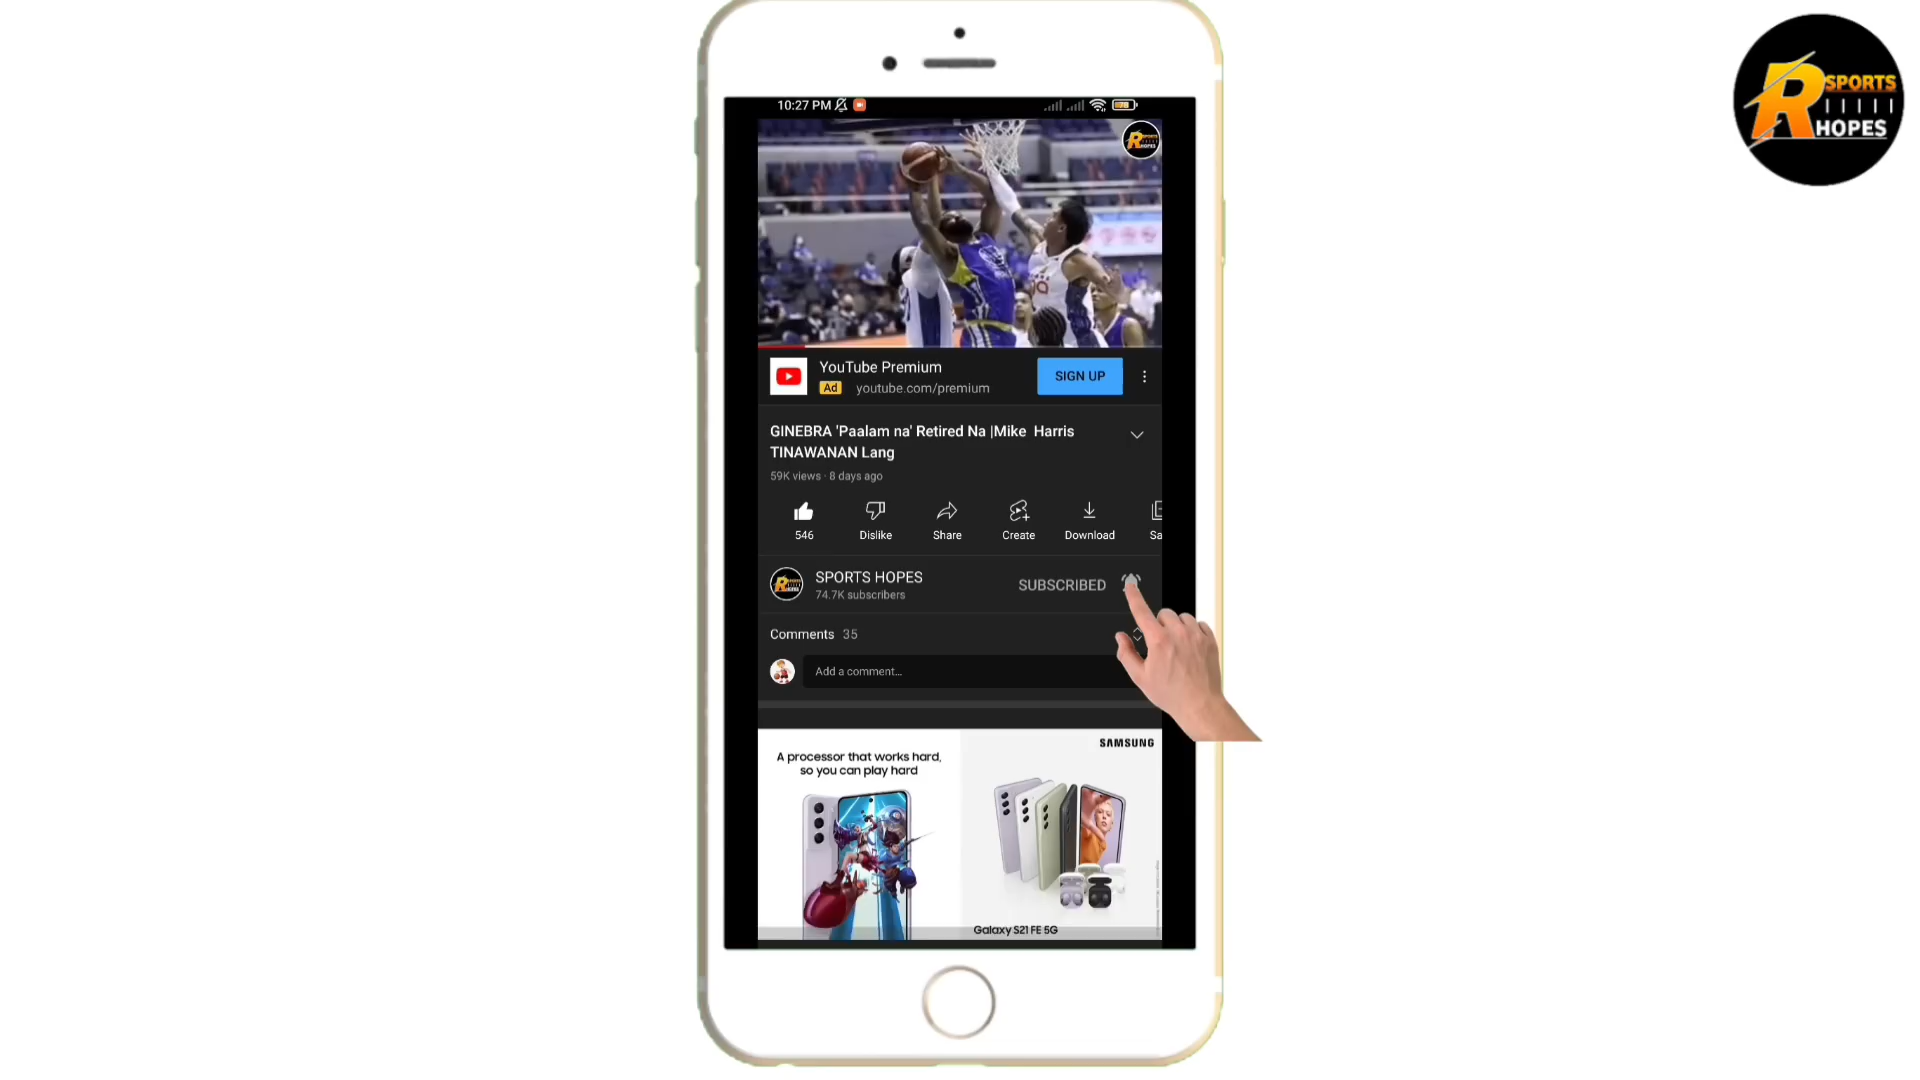 SPORTS
HOPES
10:27 PM
YouTube Premium
Ad youtube.com/premium
SIGN UP
GINEBRA 'Paalam na' Retired Na |Mike Harris
TINAWANAN Lang
59K views · 8 days ago
546
Dislike
Share
Create
Download
Sa
SPORTS HOPES
74.7K subscribers
SUBSCRIBED
Comments 35
Add a comment...
A processor that works hard,
so you can play hard
SAMSUNG
Galaxy S21 FE 5G